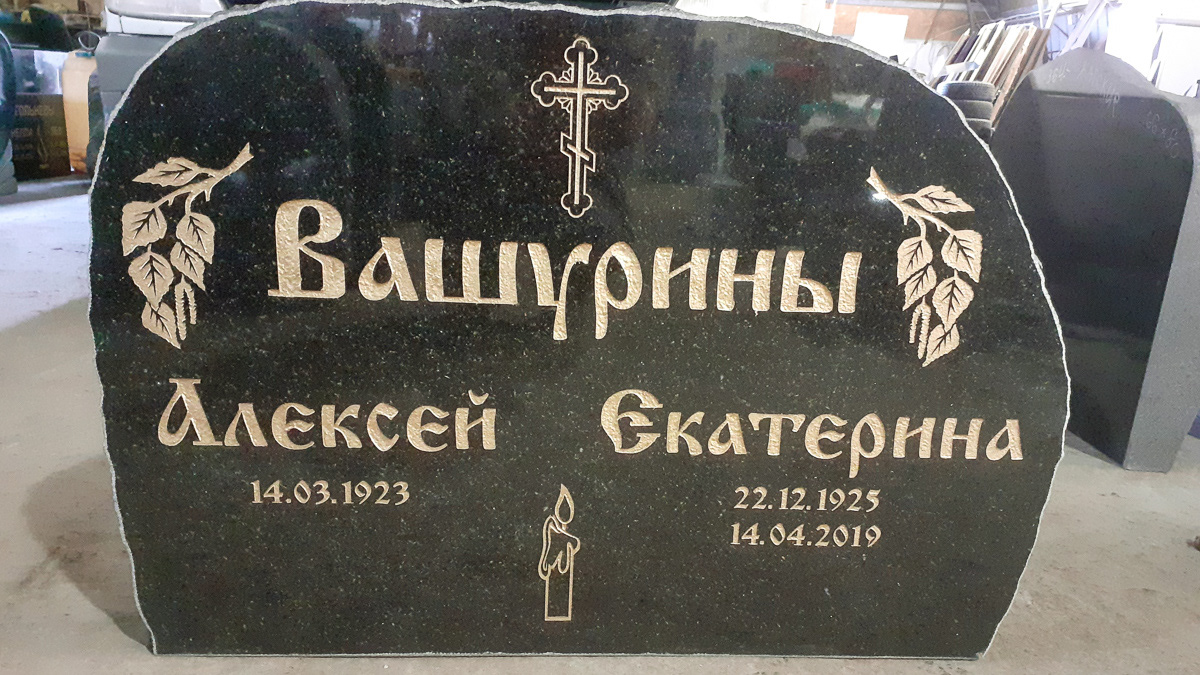 Вашурины
Алексей Екатерина
14.03.1923 22.12.1925
14.04.2019